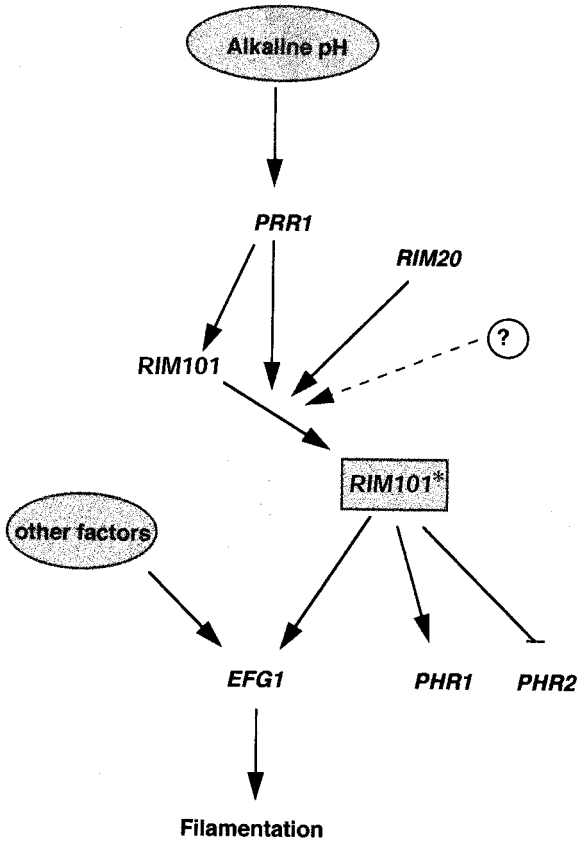 Alkaline pH
PRR1
RIM20
?
RIM101
RIM101*
other factors
EFG1
PHR1
PHR2
Filamentation